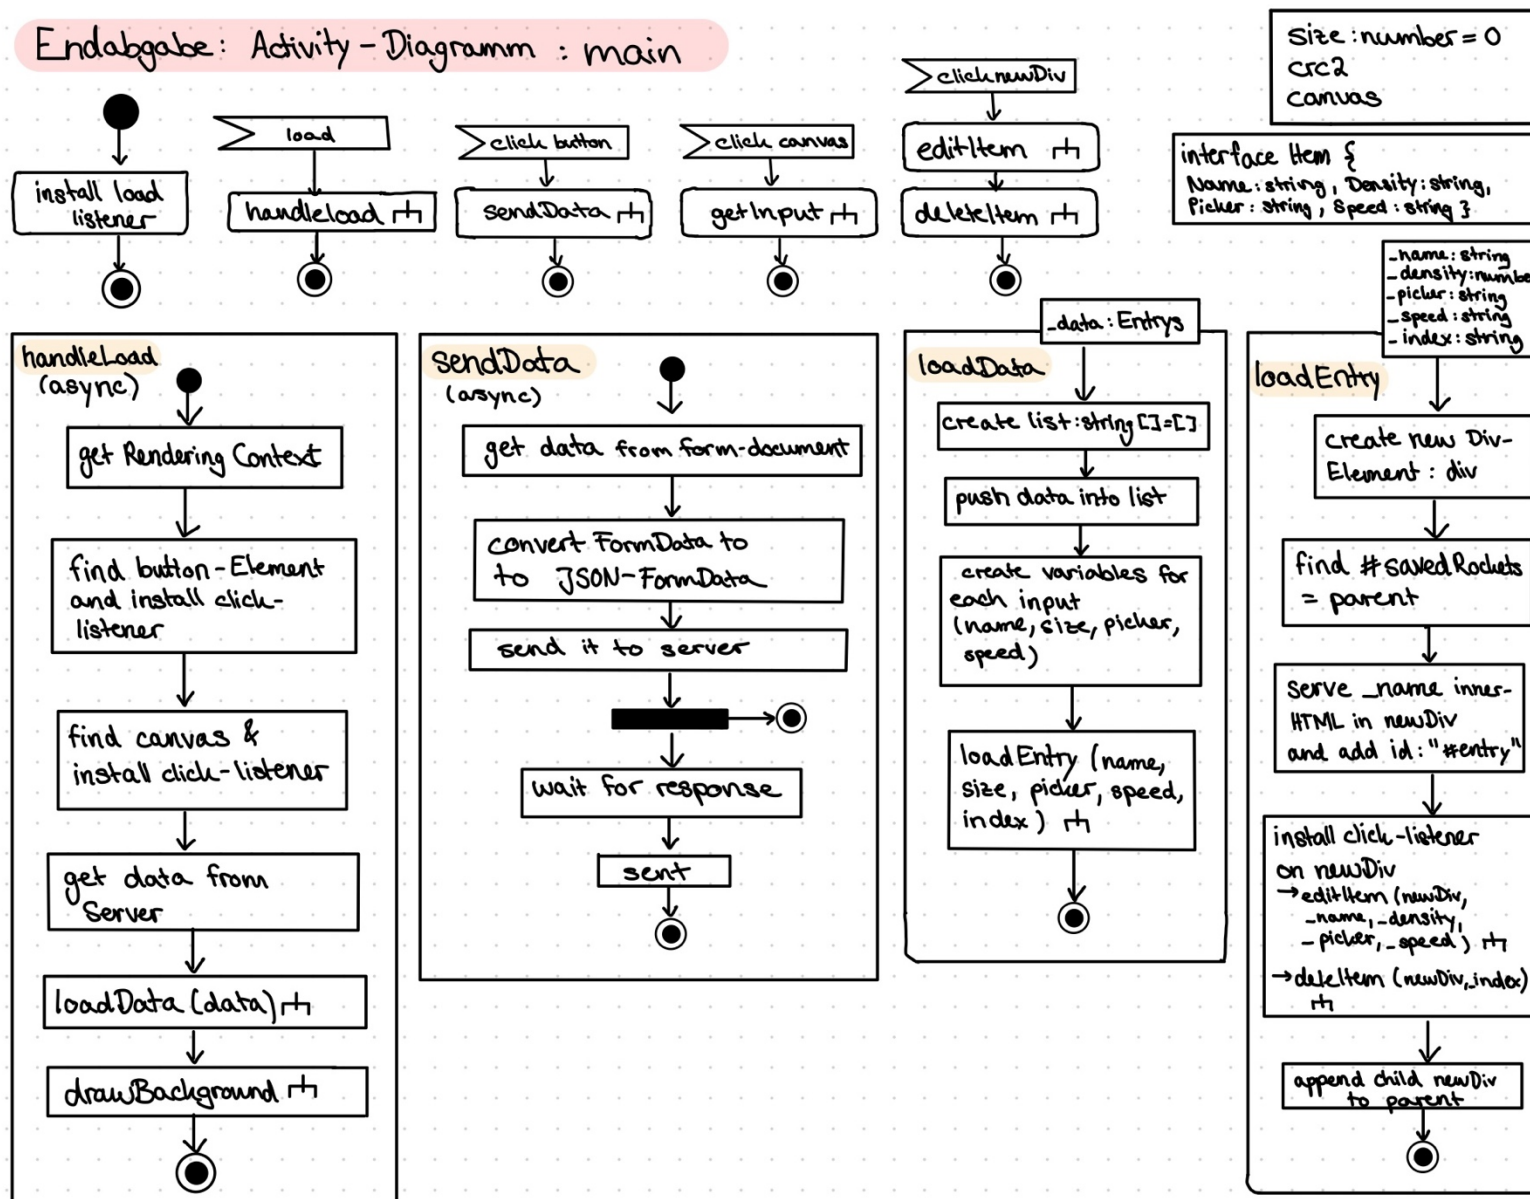 Endabgabe: Activity-Diagramm : main
install load
listener
load
handleload
click button
sendData
click canvas
getInput
click newDiv
editItem
deleteItem
size:number=0
crc2
canvas
interface Item {
Name:string, Density:string,
Picker:string, Speed:string }
handleLoad
(async)
get Rendering Context
find button-Element
and install click-
listener
find canvas &
install click-listener
get data from
Server
loadData (data)
drawBackground
sendData
(async)
get data from form-document
convert FormData to
to JSON-FormData
send it to server
wait for response
sent
_data:Entrys
loadData
create list:string[]=[]
push data into list
create variables for
each input
(name, size, picker,
speed)
loadEntry (name,
size, picker, speed,
index)
_name:string
_density:number
_picker:string
_speed:string
_index:string
loadEntry
create new Div-
Element : div
find #savedRockets
= parent
serve _name inner-
HTML in newDiv
and add id:"#entry"
install click-listener
on newDiv
→editItem (newDiv,
_name,_density,
_picker,_speed)
→deleteItem (newDiv,_index)
append child newDiv
to parent